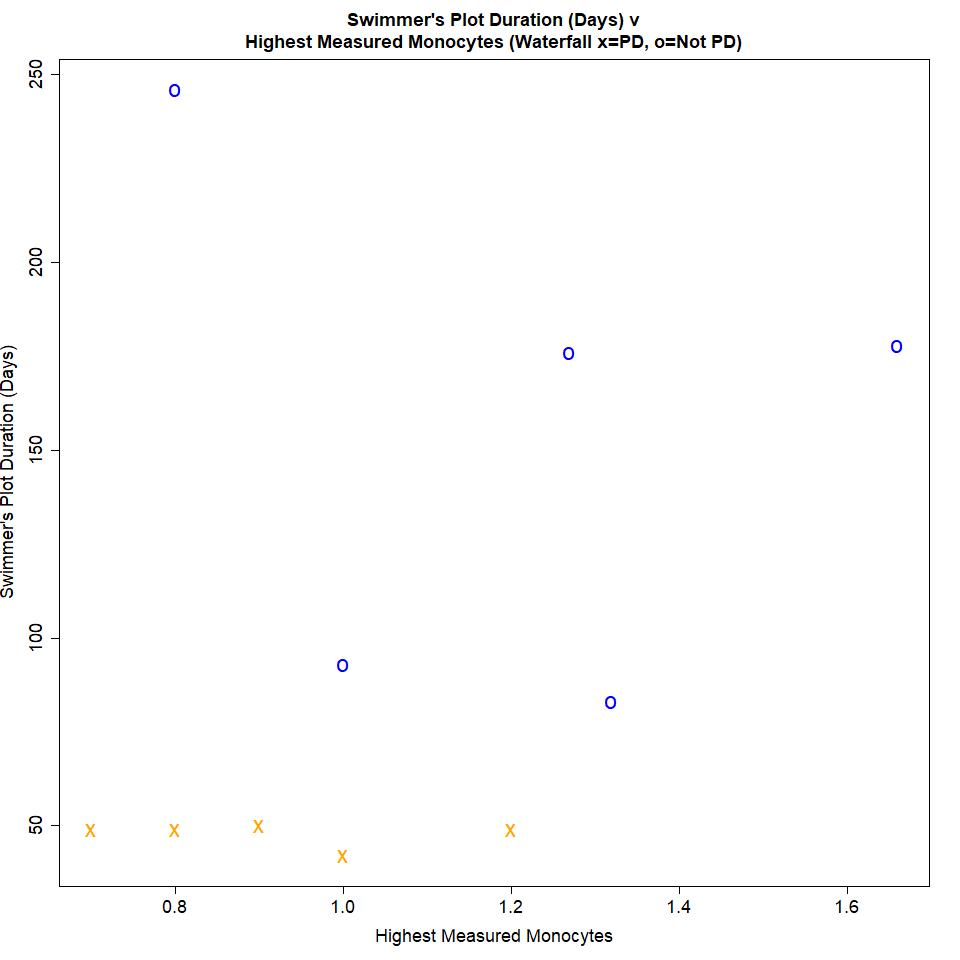 Swimmer's Plot Duration (Days) v
Highest Measured Monocytes (Waterfall x=PD, o=Not PD)
Swimmer's Plot Duration (Days)
250
200
150
100
50
o
o
o
o
o
x
x
x
x
x
0.8
1.0
1.2
1.4
1.6
Highest Measured Monocytes